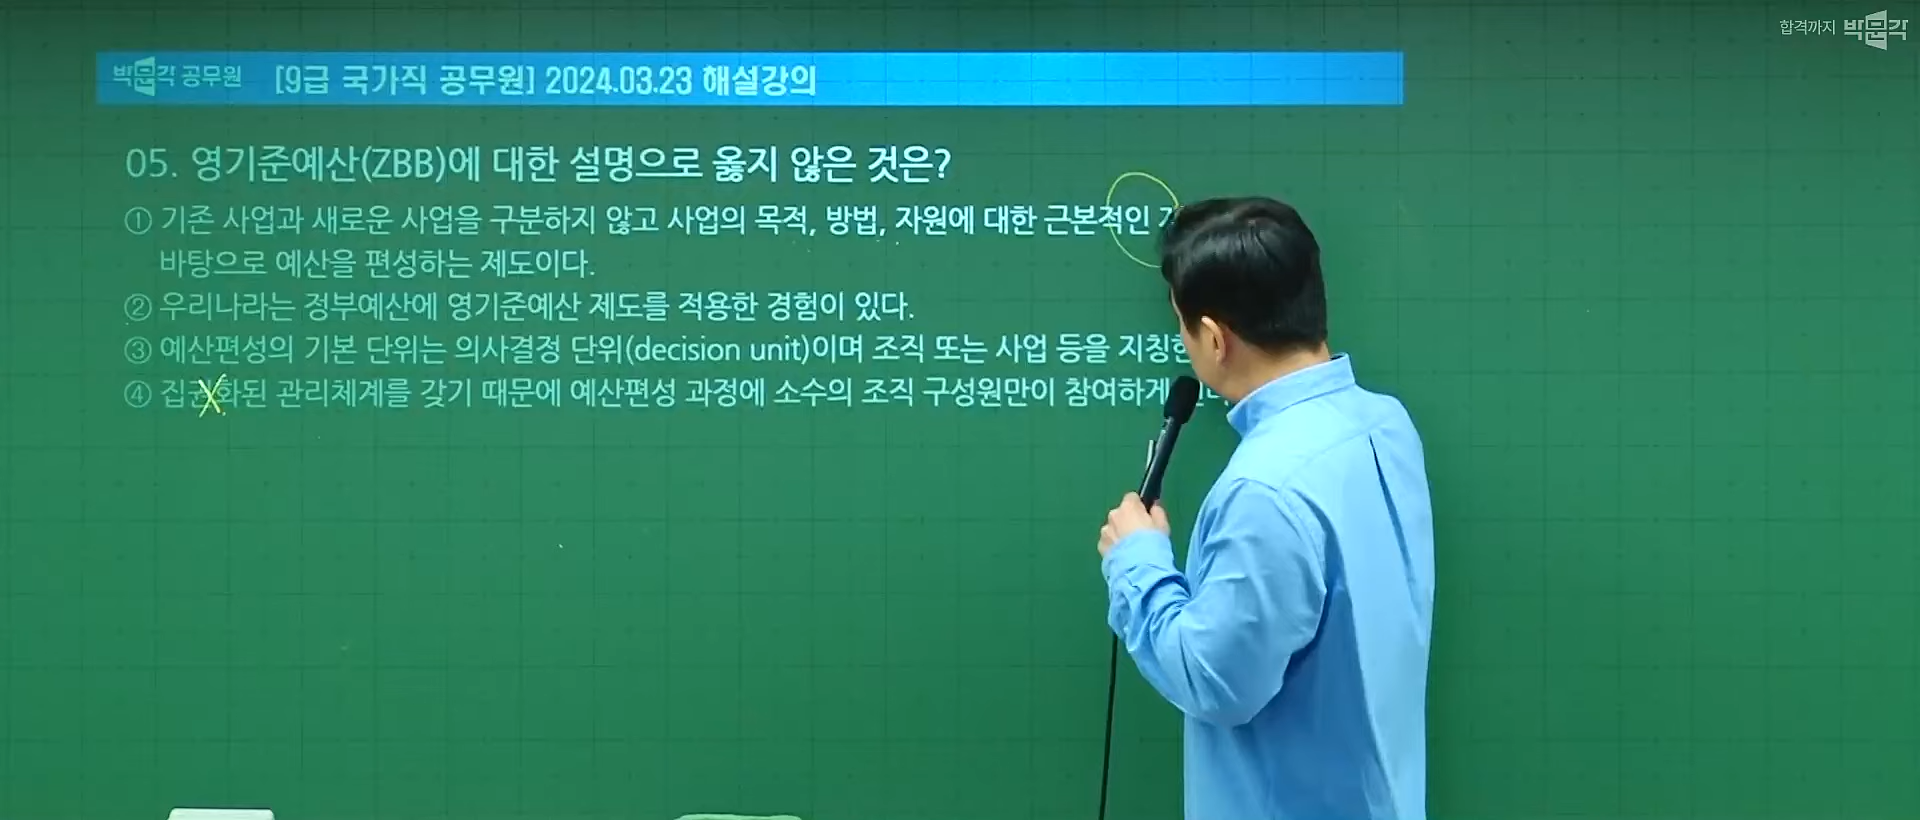 합격까지 박문각
박문각 공무원 [9급 국가직 공무원] 2024.03.23 해설강의
05. 영기준예산(ZBB)에 대한 설명으로 옳지 않은 것은?
① 기존 사업과 새로운 사업을 구분하지 않고 사업의 목적, 방법, 자원에 대한 근본적인
바탕으로 예산을 편성하는 제도이다.
② 우리나라는 정부예산에 영기준예산 제도를 적용한 경험이 있다.
③ 예산편성의 기본 단위는 의사결정 단위(decision unit)이며 조직 또는 사업 등을
④ 집권화된 관리체계를 갖기 때문에 예산편성 과정에 소수의 조직 구성원만이 참여하게